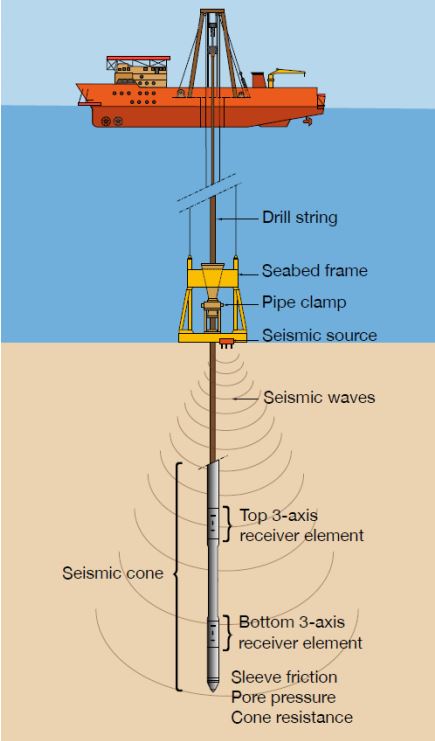 Drill string
Seabed frame
Pipe clamp
Seismic source
Seismic waves
Top 3-axis
receiver element
Seismic cone
Bottom 3-axis
receiver element
Sleeve friction
Pore pressure
Cone resistance